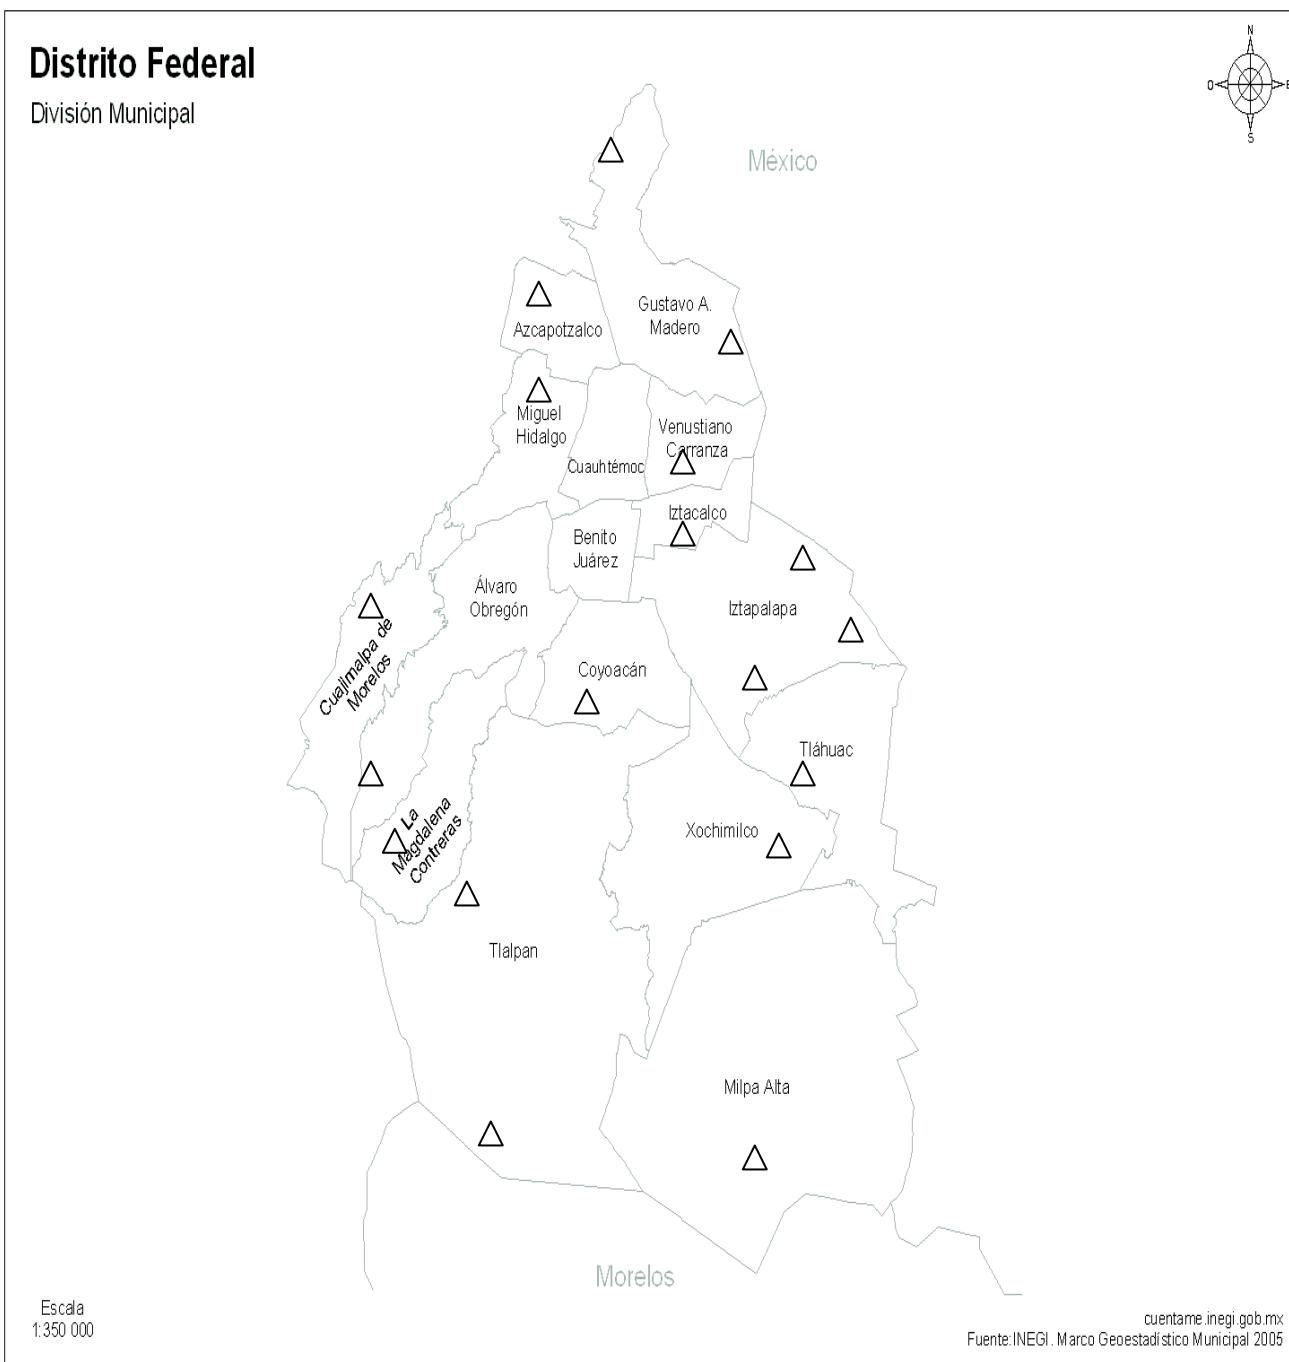 Distrito Federal
División Municipal
N
O
E
S
México
Gustavo A.
Madero
Azcapotzalco
Miguel
Hidalgo
Venustiano
Carranza
Cuauhtémoc
Iztacalco
Benito
Juárez
Álvaro
Obregón
Iztapalapa
Cuajimalpa de
Morelos
Coyoacán
Tláhuac
La
Magdalena
Contreras
Xochimilco
Tlalpan
Milpa Alta
Morelos
Escala
1:350 000
cuentame.inegi.gob.mx
Fuente:INEGI. Marco Geoestadístico Municipal 2005